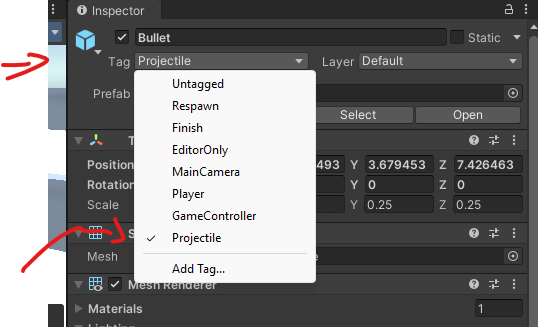 Inspector
Bullet
Static
Tag Projectile Layer Default
Untagged
Prefab
Respawn
Select Open
Finish
T
EditorOnly
Position 493 Y 3.679453 Z 7.426463
MainCamera
Rotation Y 0 Z 0
Player
Scale Y 0.25 Z 0.25
GameController
S
Projectile
Mesh
Add Tag...
Mesh Renderer
Materials 1